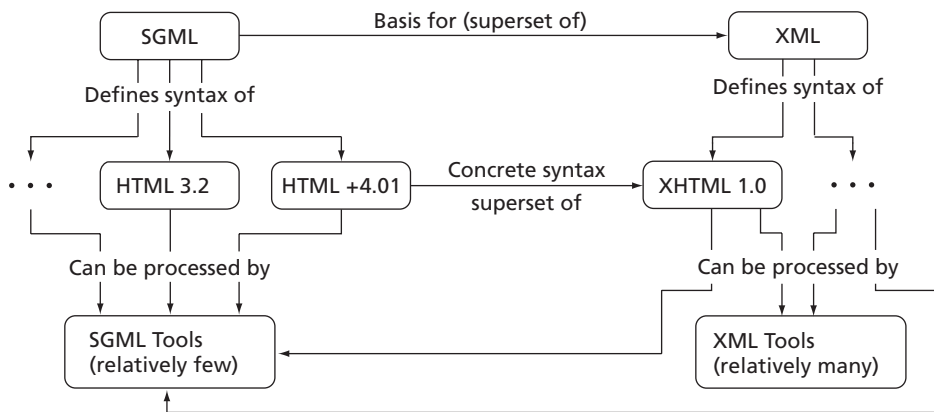 SGML
Basis for (superset of)
XML
Defines syntax of
Defines syntax of
• • •
HTML 3.2
HTML +4.01
Concrete syntax
superset of
XHTML 1.0
• • •
Can be processed by
Can be processed by
SGML Tools
(relatively few)
XML Tools
(relatively many)